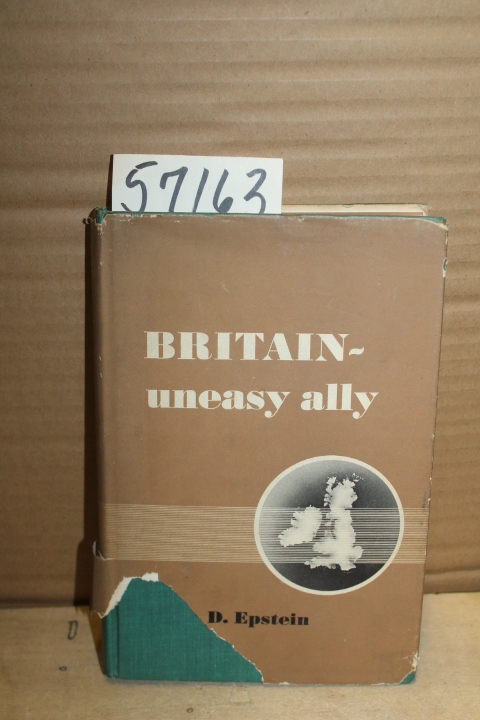 57163
BRITAIN-
uneasy ally
D. Epstein
D